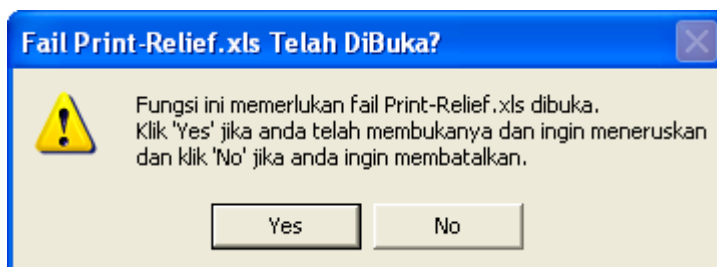 Fail Print-Relief.xls Telah DiBuka?
Fungsi ini memerlukan fail Print-Relief.xls dibuka.
Klik 'Yes' jika anda telah membukanya dan ingin meneruskan
dan klik 'No' jika anda ingin membatalkan.
Yes No